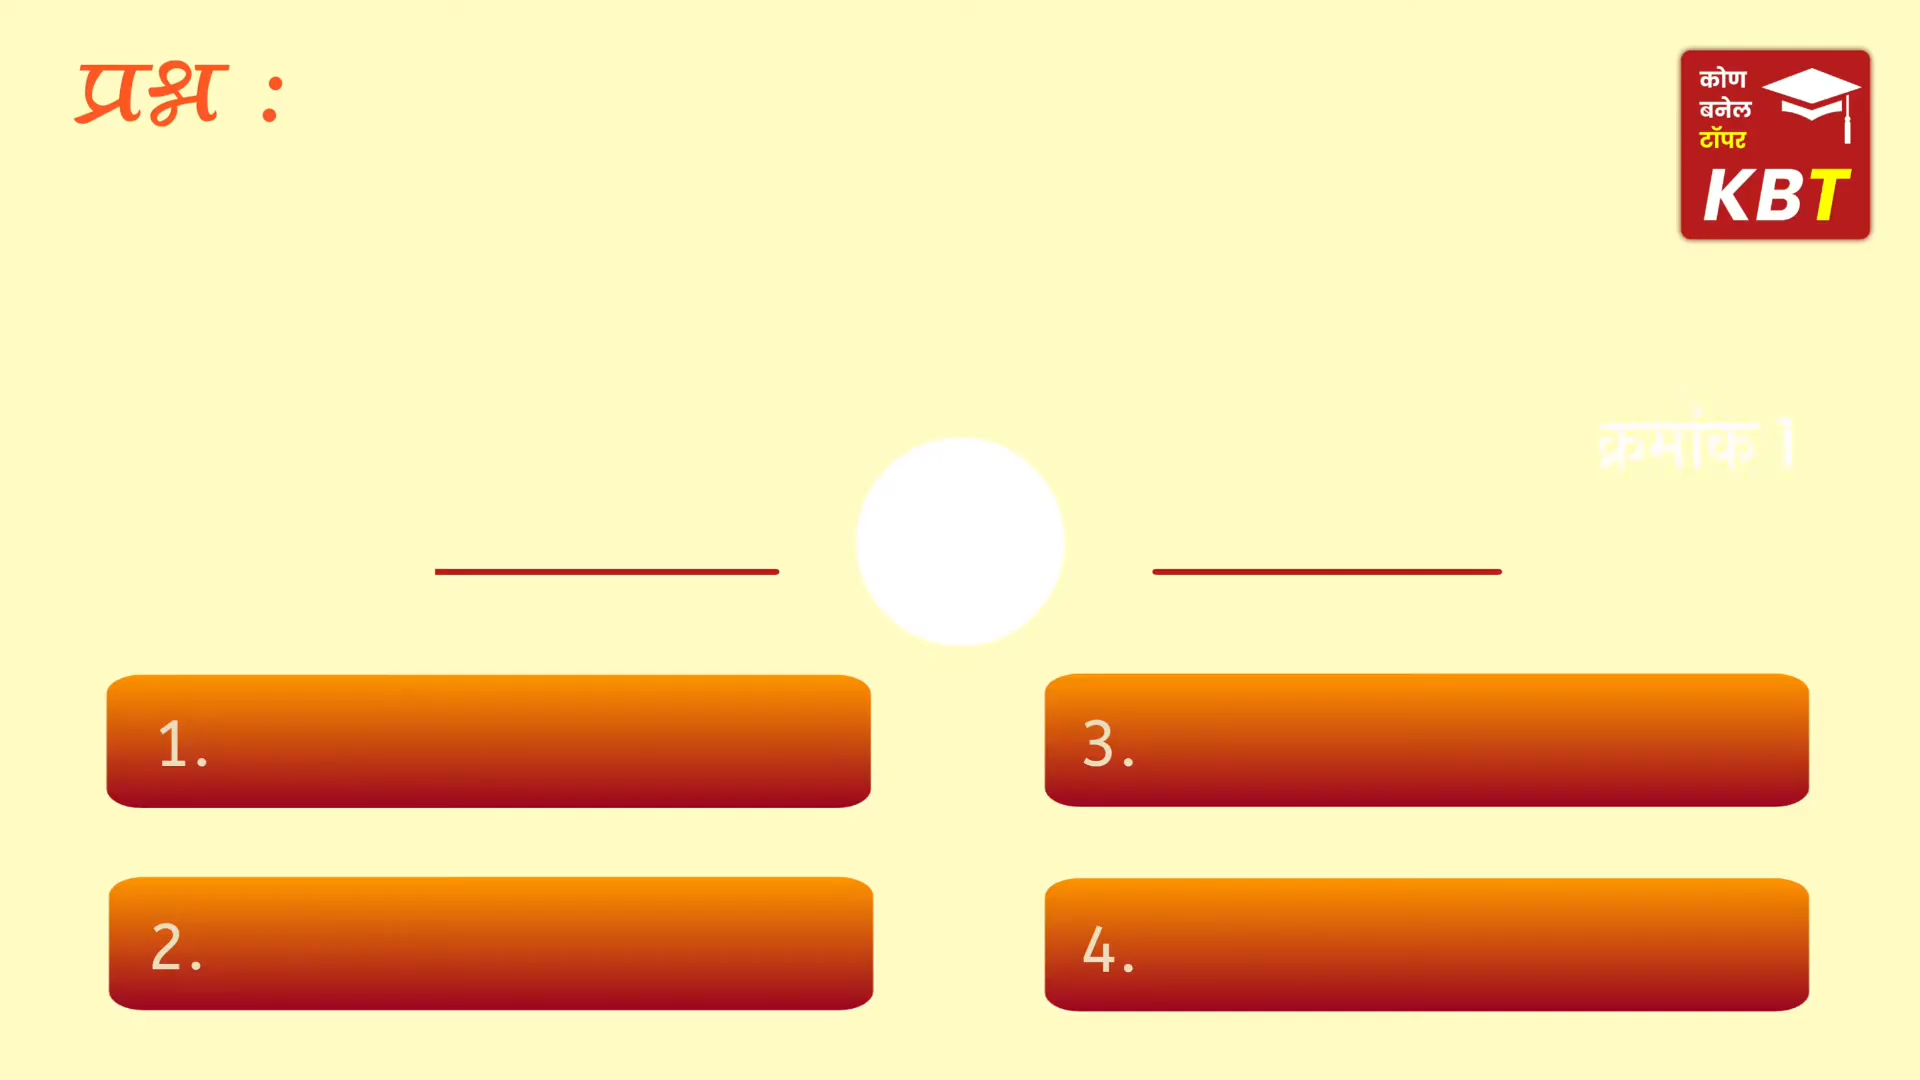 प्रश्न :
कोण
बनेल
टॉपर
KBT
क्रमांक 1
1.
3.
2.
4.